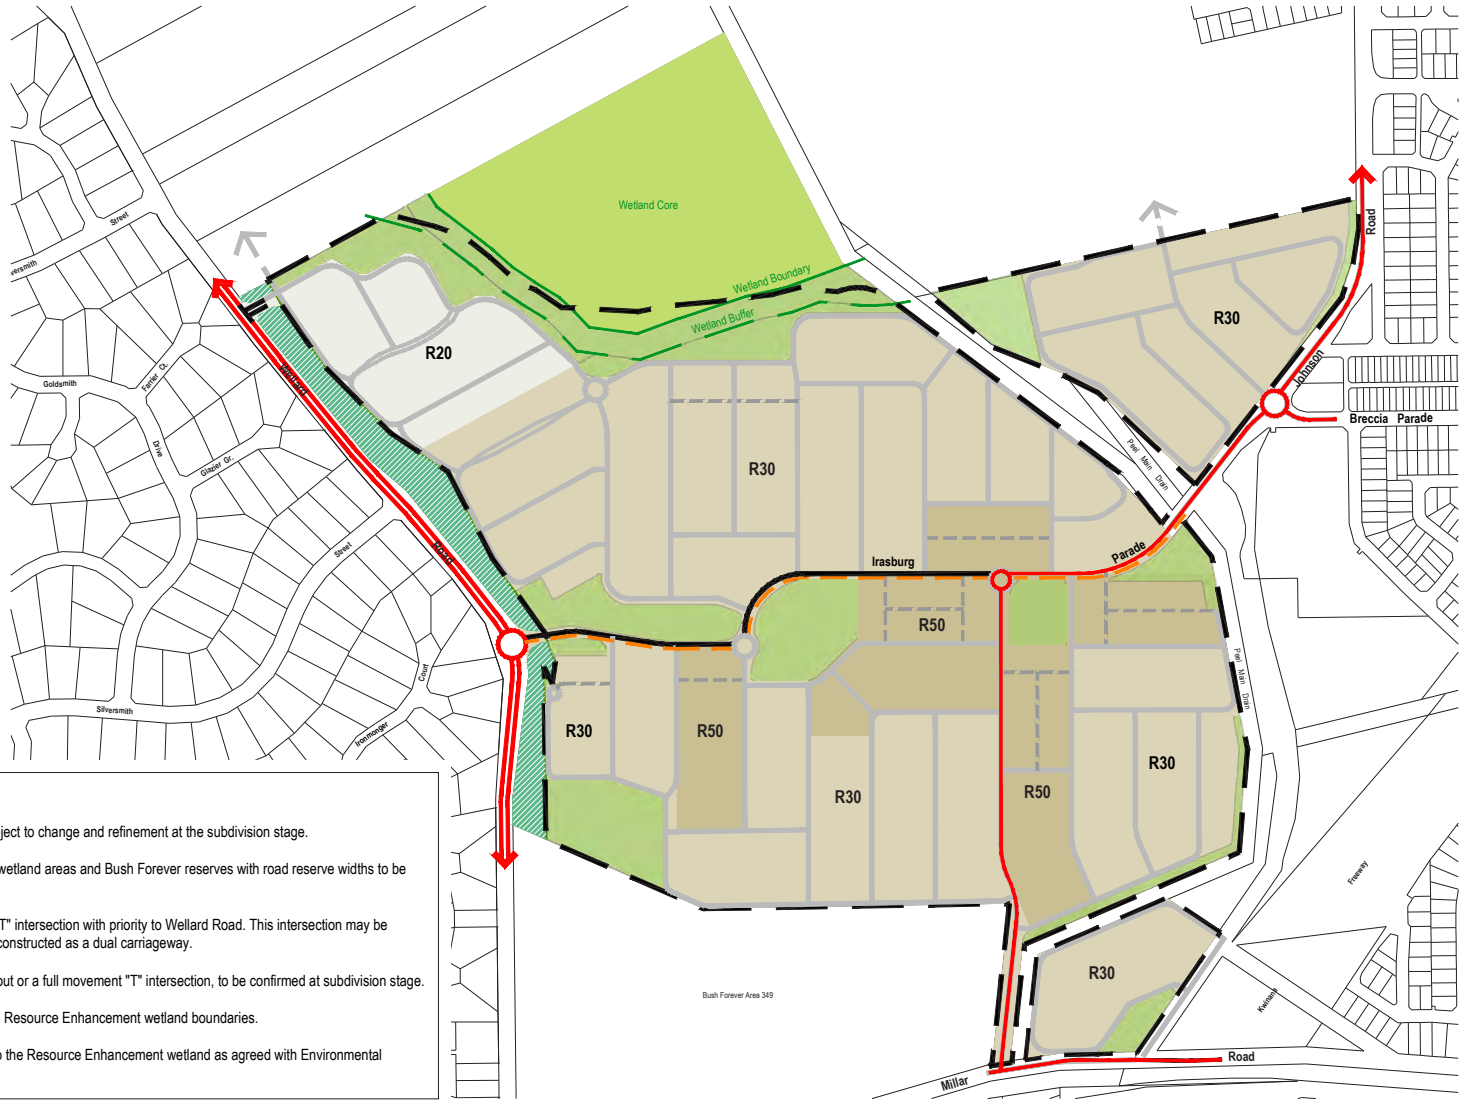 Wetland Core
Wetland Boundary
Wetland Buffer
Street
versmith
Road
R30
Johnson
Breccia Parade
R20
Wellard
Farrier Ct.
Goldsmith
Drive
Glazier Gr.
Peel Main Drain
R30
Street
Road
Irasburg
Parade
R50
Peel Main Drain
Court
Silversmith
Ironmonger
R30
R50
R30
R50
R30
Freeway
ject to change and refinement at the subdivision stage.
wetland areas and Bush Forever reserves with road reserve widths to be
T" intersection with priority to Wellard Road. This intersection may be
constructed as a dual carriageway.
out or a full movement "T" intersection, to be confirmed at subdivision stage.
Resource Enhancement wetland boundaries.
o the Resource Enhancement wetland as agreed with Environmental
Bush Forever Area 349
R30
Kwinana
Millar
Road